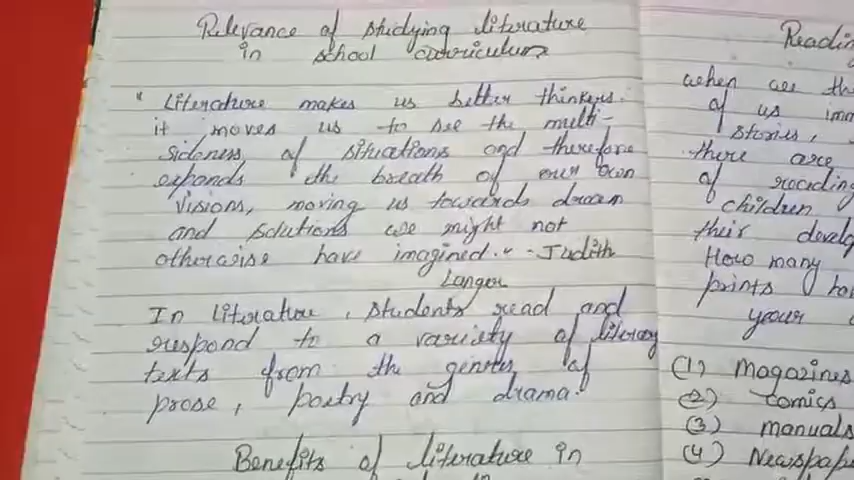 Relevance of studying literature
in school curriculum
" Literature makes us better thinkers.
it moves us to see the multi-
sidness of situations and therefore
expands the breath of our own
visions, moving us towards dream
and solutions we might not
otherwise have imagined." - Judith
Langer
In literature, students read and
respond to a variety of literary
texts from the genres of
prose, poetry and drama.
Benefits of literature in
Readin
when we th
of us ima
stories,
there are
of reading
children
their develo
How many
prints ho
your
(1) Magazines
(2) Comics
(3) manuals
(4) Newspap